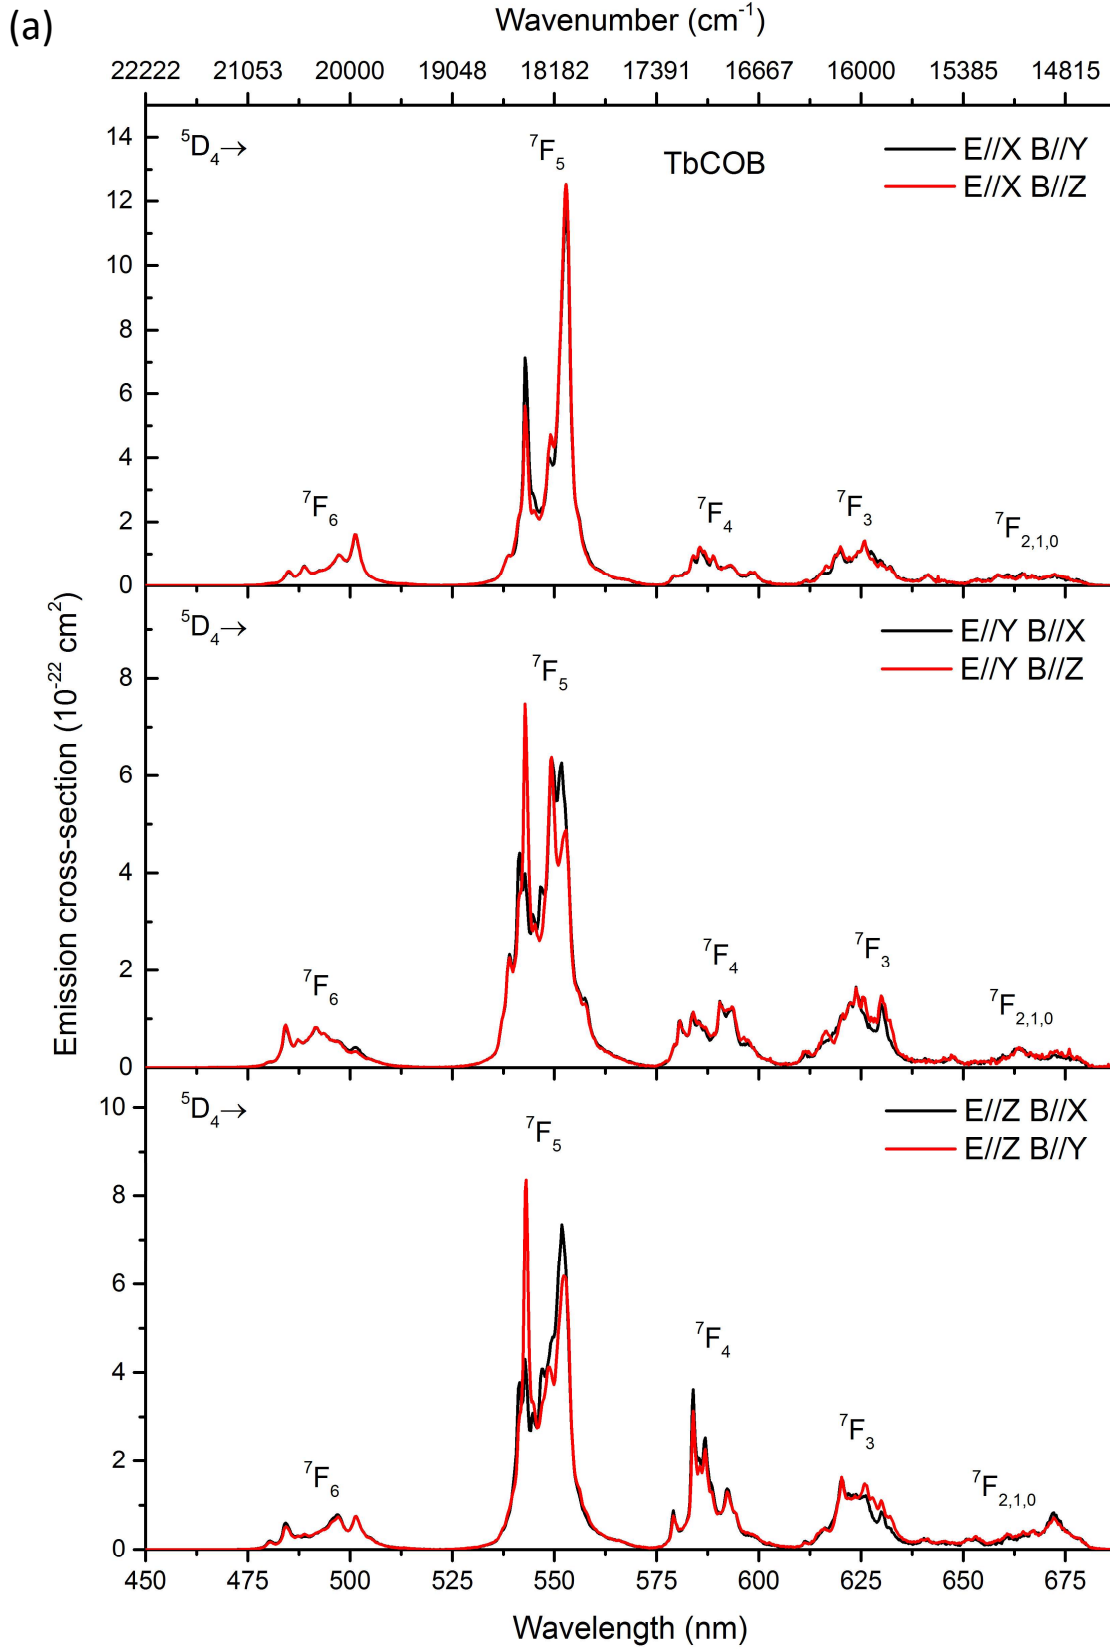 (a)
Wavenumber (cm⁻¹)
22222 21053 20000 19048 18182 17391 16667 16000 15385 14815
⁵D₄→
⁷F₅
TbCOB
E//X B//Y
E//X B//Z
14
12
10
8
6
4
2
0
⁷F₆
⁷F₄
⁷F₃
⁷F₂,₁,₀
Emission cross-section (10⁻²² cm²)
⁵D₄→
⁷F₅
E//Y B//X
E//Y B//Z
8
6
4
2
0
⁷F₆
⁷F₄
⁷F₃
⁷F₂,₁,₀
⁵D₄→
⁷F₅
E//Z B//X
E//Z B//Y
10
8
6
4
2
0
⁷F₆
⁷F₄
⁷F₃
⁷F₂,₁,₀
450 475 500 525 550 575 600 625 650 675
Wavelength (nm)